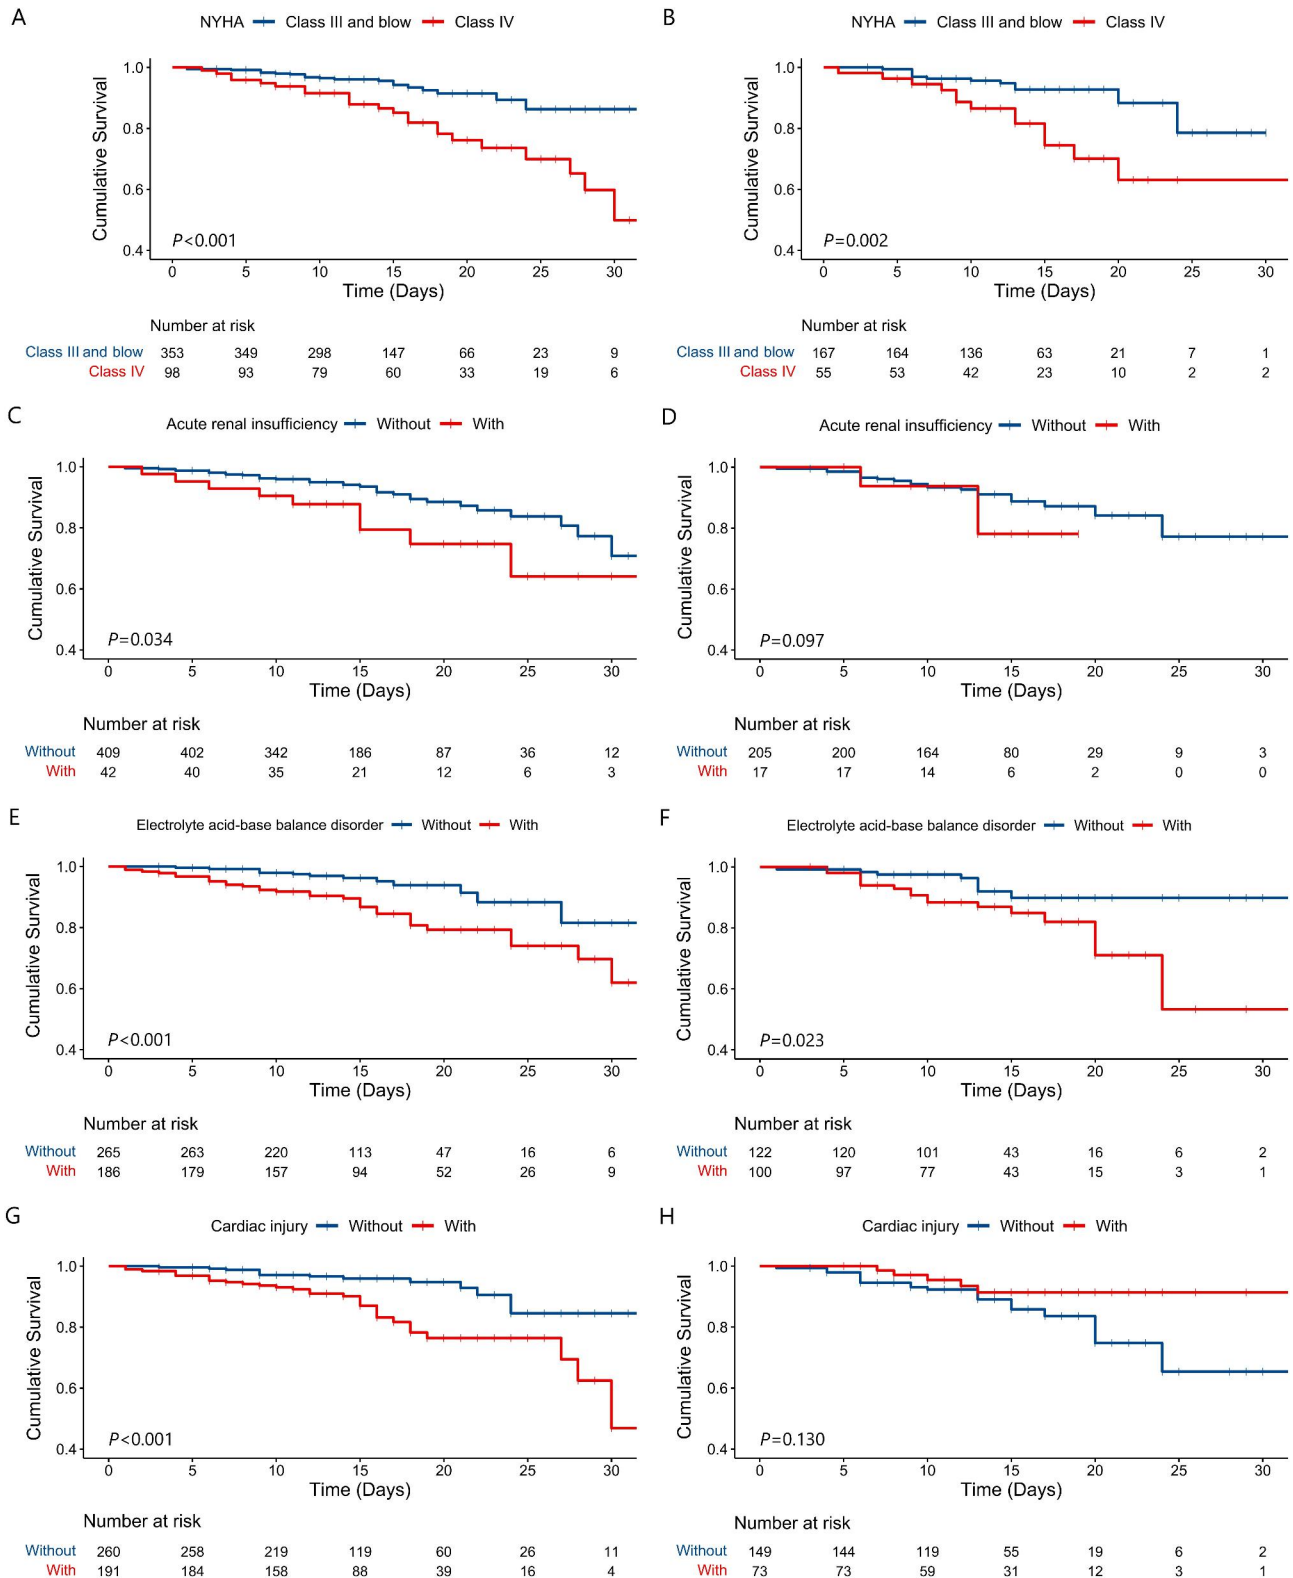 A
NYHA Class III and blow Class IV
1.0
0.8
0.6
0.4
Cumulative Survival
P<0.001
0 5 10 15 20 25 30
Time (Days)
Number at risk
Class III and blow 353 349 298 147 66 23 9
Class IV 98 93 79 60 33 19 6
B
NYHA Class III and blow Class IV
1.0
0.8
0.6
0.4
Cumulative Survival
P=0.002
0 5 10 15 20 25 30
Time (Days)
Number at risk
Class III and blow 167 164 136 63 21 7 1
Class IV 55 53 42 23 10 2 2
C
Acute renal insufficiency Without With
1.0
0.8
0.6
0.4
Cumulative Survival
P=0.034
0 5 10 15 20 25 30
Time (Days)
Number at risk
Without 409 402 342 186 87 36 12
With 42 40 35 21 12 6 3
D
Acute renal insufficiency Without With
1.0
0.8
0.6
0.4
Cumulative Survival
P=0.097
0 5 10 15 20 25 30
Time (Days)
Number at risk
Without 205 200 164 80 29 9 3
With 17 17 14 6 2 0 0
E
Electrolyte acid-base balance disorder Without With
1.0
0.8
0.6
0.4
Cumulative Survival
P<0.001
0 5 10 15 20 25 30
Time (Days)
Number at risk
Without 265 263 220 113 47 16 6
With 186 179 157 94 52 26 9
F
Electrolyte acid-base balance disorder Without With
1.0
0.8
0.6
0.4
Cumulative Survival
P=0.023
0 5 10 15 20 25 30
Time (Days)
Number at risk
Without 122 120 101 43 16 6 2
With 100 97 77 43 15 3 1
G
Cardiac injury Without With
1.0
0.8
0.6
0.4
Cumulative Survival
P<0.001
0 5 10 15 20 25 30
Time (Days)
Number at risk
Without 260 258 219 119 60 26 11
With 191 184 158 88 39 16 4
H
Cardiac injury Without With
1.0
0.8
0.6
0.4
Cumulative Survival
P=0.130
0 5 10 15 20 25 30
Time (Days)
Number at risk
Without 149 144 119 55 19 6 2
With 73 73 59 31 12 3 1